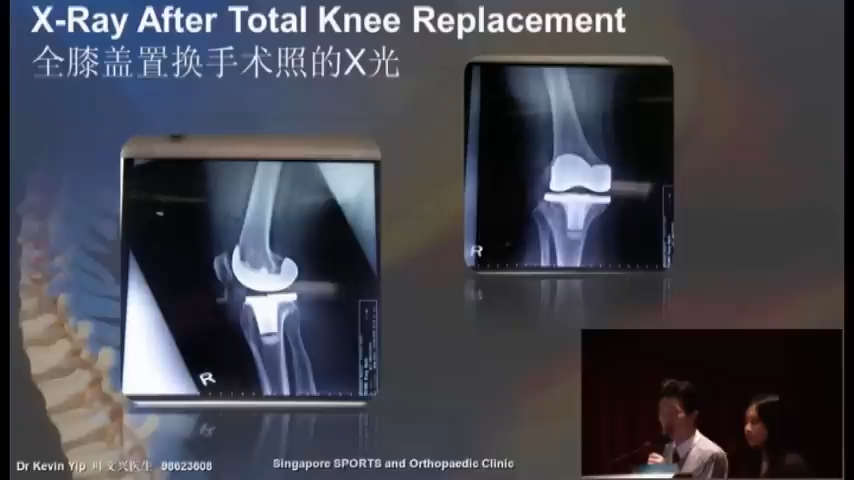 X-Ray After Total Knee Replacement
全膝盖置换手术照的X光
R
R
Dr Kevin Yip 叶文兴医生 98623608
Singapore SPORTS and Orthopaedic Clinic